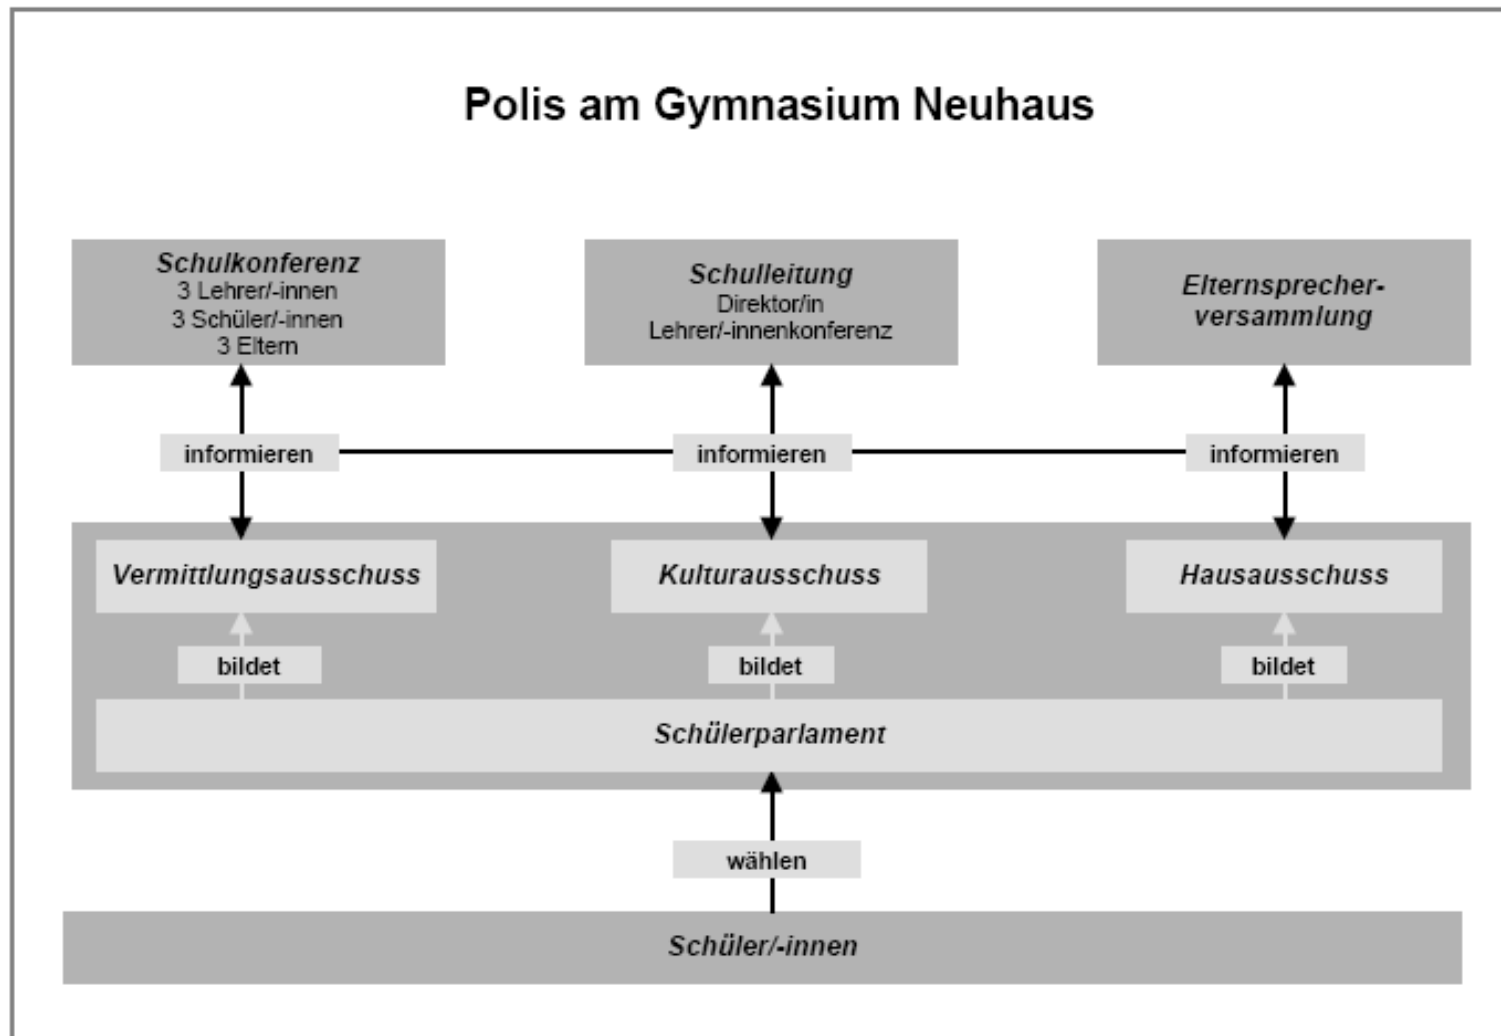 Polis am Gymnasium Neuhaus
Schulkonferenz
3 Lehrer/-innen
3 Schüler/-innen
3 Eltern
Schulleitung
Direktor/in
Lehrer/-innenkonferenz
Elternsprecher-
versammlung
informieren
informieren
informieren
Vermittlungsausschuss
Kulturausschuss
Hausausschuss
bildet
bildet
bildet
Schülerparlament
wählen
Schüler/-innen